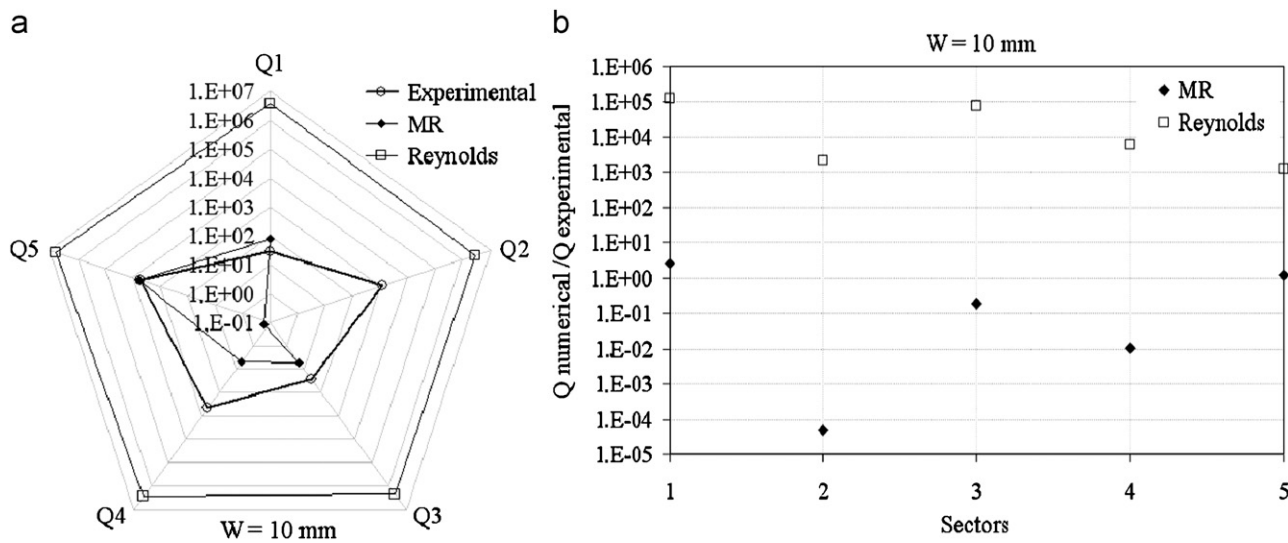 a
Q1
1.E+07
1.E+06
1.E+05
1.E+04
1.E+03
1.E+02
1.E+01
1.E+00
1.E-01
Experimental
MR
Reynolds
Q5
Q2
Q4
Q3
W = 10 mm
b
W = 10 mm
Q numerical /Q experimental
1.E+06
1.E+05
1.E+04
1.E+03
1.E+02
1.E+01
1.E+00
1.E-01
1.E-02
1.E-03
1.E-04
1.E-05
MR
Reynolds
1 2 3 4 5
Sectors